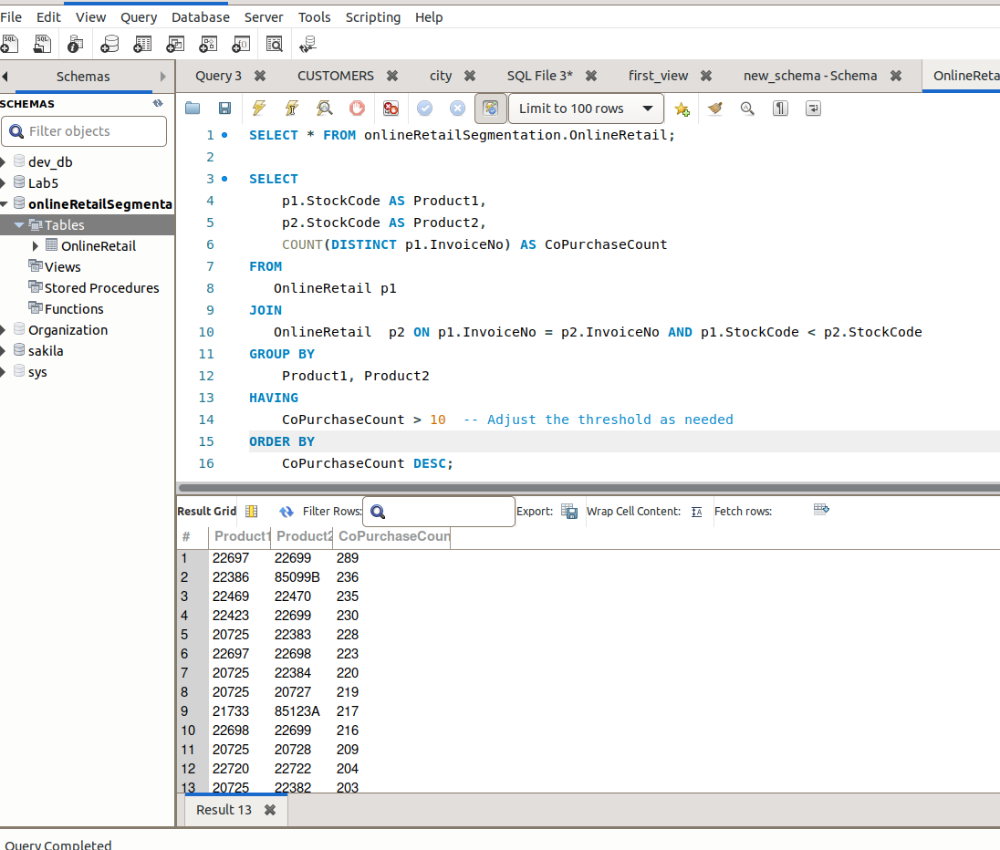 File Edit View Query Database Server Tools Scripting Help
Schemas
Query 3 CUSTOMERS city SQL File 3* first_view new_schema - Schema OnlineReta
SCHEMAS
Filter objects
Limit to 100 rows
dev_db
Lab5
onlineRetailSegmenta
Tables
OnlineRetail
Views
Stored Procedures
Functions
Organization
sakila
sys
1 SELECT * FROM onlineRetailSegmentation.OnlineRetail;
2
3 SELECT
4 p1.StockCode AS Product1,
5 p2.StockCode AS Product2,
6 COUNT(DISTINCT p1.InvoiceNo) AS CoPurchaseCount
7 FROM
8 OnlineRetail p1
9 JOIN
10 OnlineRetail  p2 ON p1.InvoiceNo = p2.InvoiceNo AND p1.StockCode < p2.StockCode
11 GROUP BY
12 Product1, Product2
13 HAVING
14 CoPurchaseCount > 10  -- Adjust the threshold as needed
15 ORDER BY
16 CoPurchaseCount DESC;
Result Grid Filter Rows: Export: Wrap Cell Content: Fetch rows:
# Product1 Product2 CoPurchaseCoun
1 22697 22699 289
2 22386 85099B 236
3 22469 22470 235
4 22423 22699 230
5 20725 22383 228
6 22697 22698 223
7 20725 22384 220
8 20725 20727 219
9 21733 85123A 217
10 22698 22699 216
11 20725 20728 209
12 22720 22722 204
13 20725 22382 203
Result 13
Query Completed